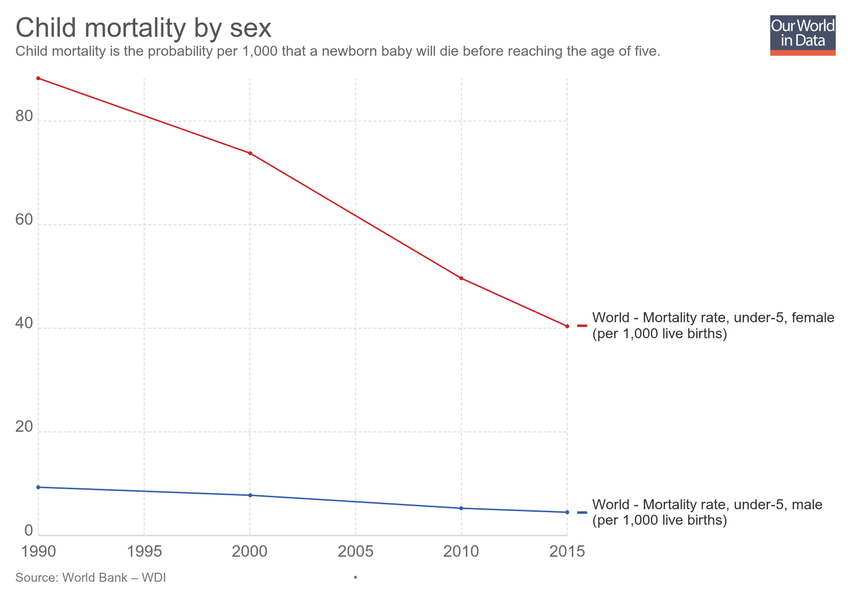 Child mortality by sex
Child mortality is the probability per 1,000 that a newborn baby will die before reaching the age of five.
Our World
in Data
80
60
40
20
0
1990 1995 2000 2005 2010 2015
World - Mortality rate, under-5, female
(per 1,000 live births)
World - Mortality rate, under-5, male
(per 1,000 live births)
Source: World Bank – WDI